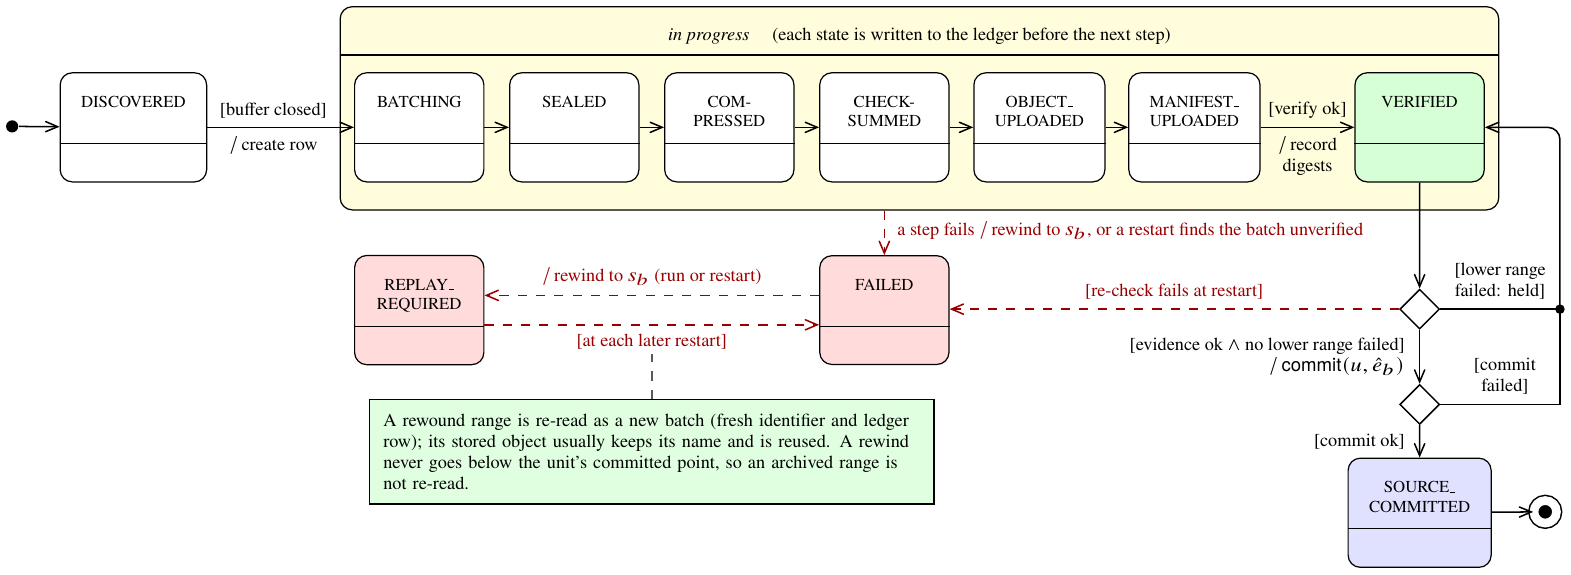 in progress (each state is written to the ledger before the next step)
DISCOVERED
[buffer closed]
/ create row
BATCHING
SEALED
COM-
PRESSED
CHECK-
SUMMED
OBJECT_
UPLOADED
MANIFEST_
UPLOADED
[verify ok]
/ record
digests
VERIFIED
a step fails / rewind to s_b, or a restart finds the batch unverified
REPLAY_
REQUIRED
/ rewind to s_b (run or restart)
[at each later restart]
FAILED
[re-check fails at restart]
[lower range
failed: held]
[evidence ok ∧ no lower range failed]
/ commit(u, ê_b)
[commit
failed]
[commit ok]
A rewound range is re-read as a new batch (fresh identifier and ledger
row); its stored object usually keeps its name and is reused. A rewind
never goes below the unit's committed point, so an archived range is
not re-read.
SOURCE_
COMMITTED